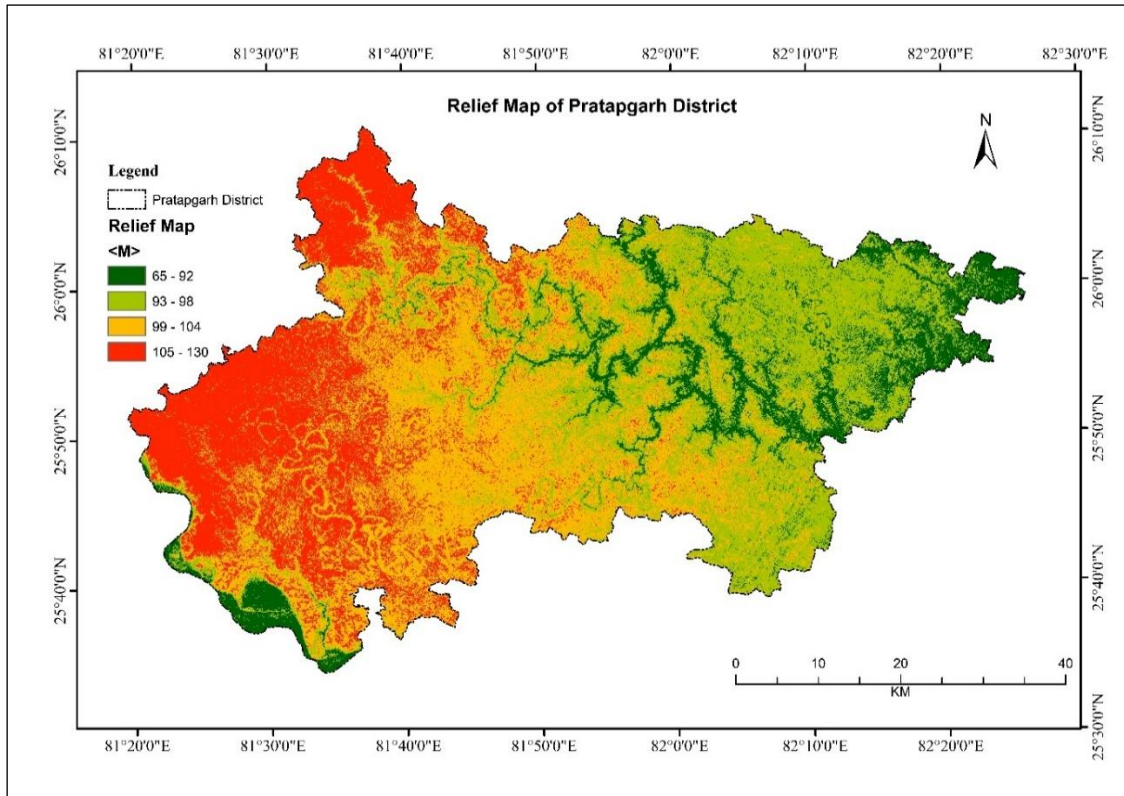 81°20'0"E 81°30'0"E 81°40'0"E 81°50'0"E 82°0'0"E 82°10'0"E 82°20'0"E 82°30'0"E
Relief Map of Pratapgarh District
N
26°10'0"N
26°10'0"N
Legend
Pratapgarh District
Relief Map
<M>
65 - 92
93 - 98
99 - 104
105 - 130
26°0'0"N
26°0'0"N
25°50'0"N
25°50'0"N
25°40'0"N
25°40'0"N
0 10 20 40
KM
25°30'0"N
81°20'0"E 81°30'0"E 81°40'0"E 81°50'0"E 82°0'0"E 82°10'0"E 82°20'0"E